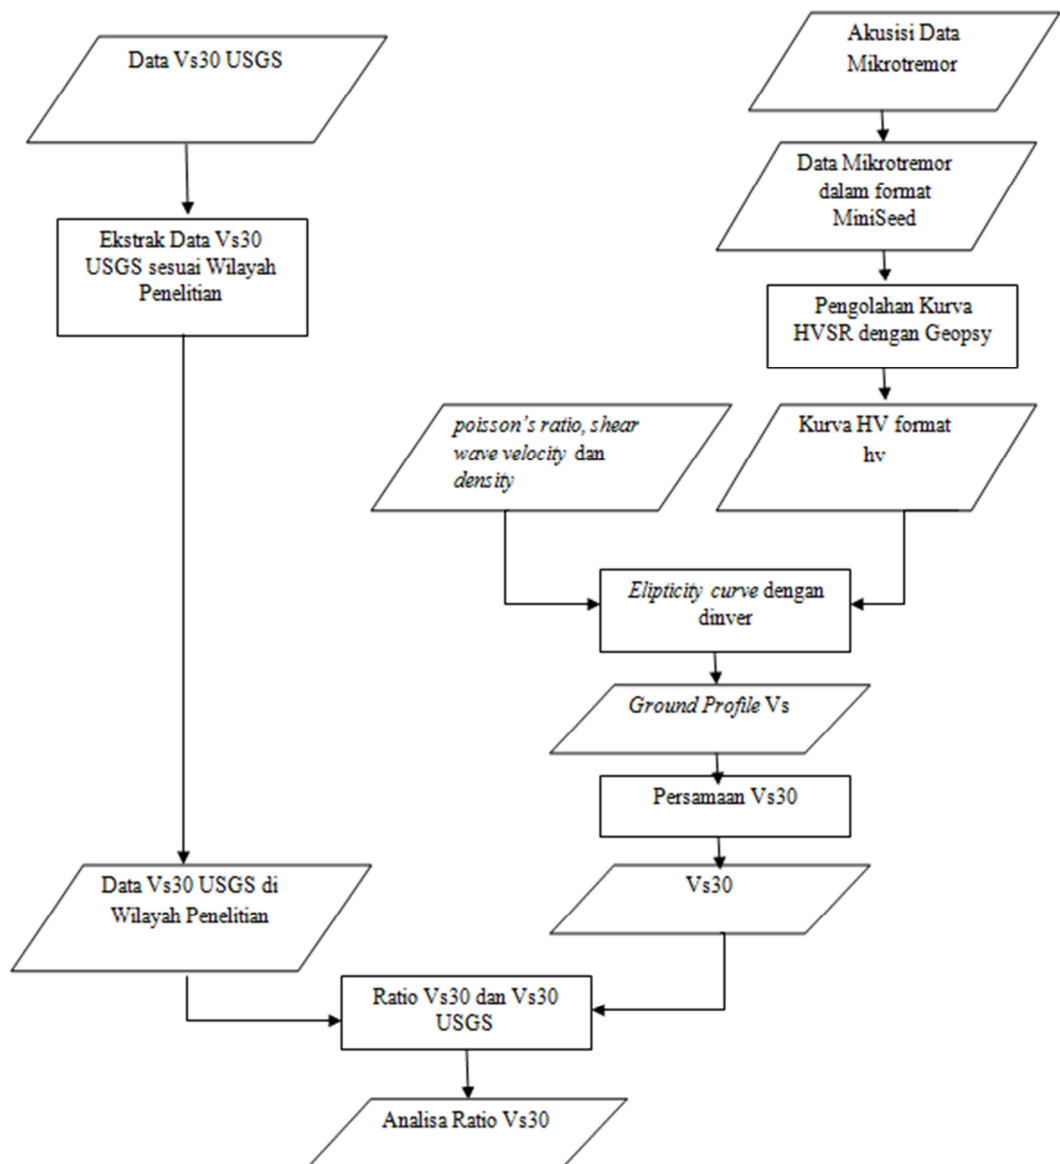 Data Vs30 USGS
Ekstrak Data Vs30
USGS sesuai Wilayah
Penelitian
Data Vs30 USGS di
Wilayah Penelitian
Akusisi Data
Mikrotremor
Data Mikrotremor
dalam format
MiniSeed
Pengolahan Kurva
HVSR dengan Geopsy
Kurva HV format
hv
poisson's ratio, shear
wave velocity dan
density
Elipticity curve dengan
dinver
Ground Profile Vs
Persamaan Vs30
Vs30
Ratio Vs30 dan Vs30
USGS
Analisa Ratio Vs30